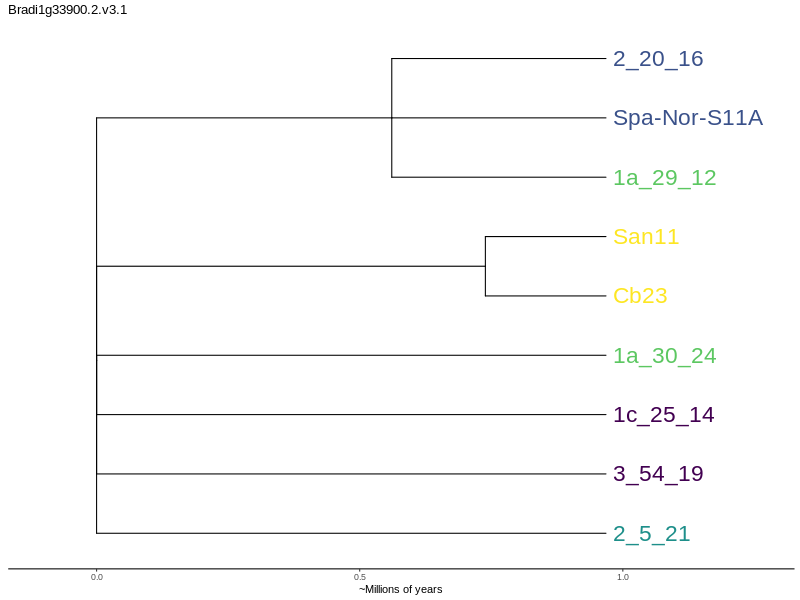 Bradi1g33900.2.v3.1
2_20_16
Spa-Nor-S11A
1a_29_12
San11
Cb23
1a_30_24
1c_25_14
3_54_19
2_5_21
0.0 0.5 1.0
~Millions of years